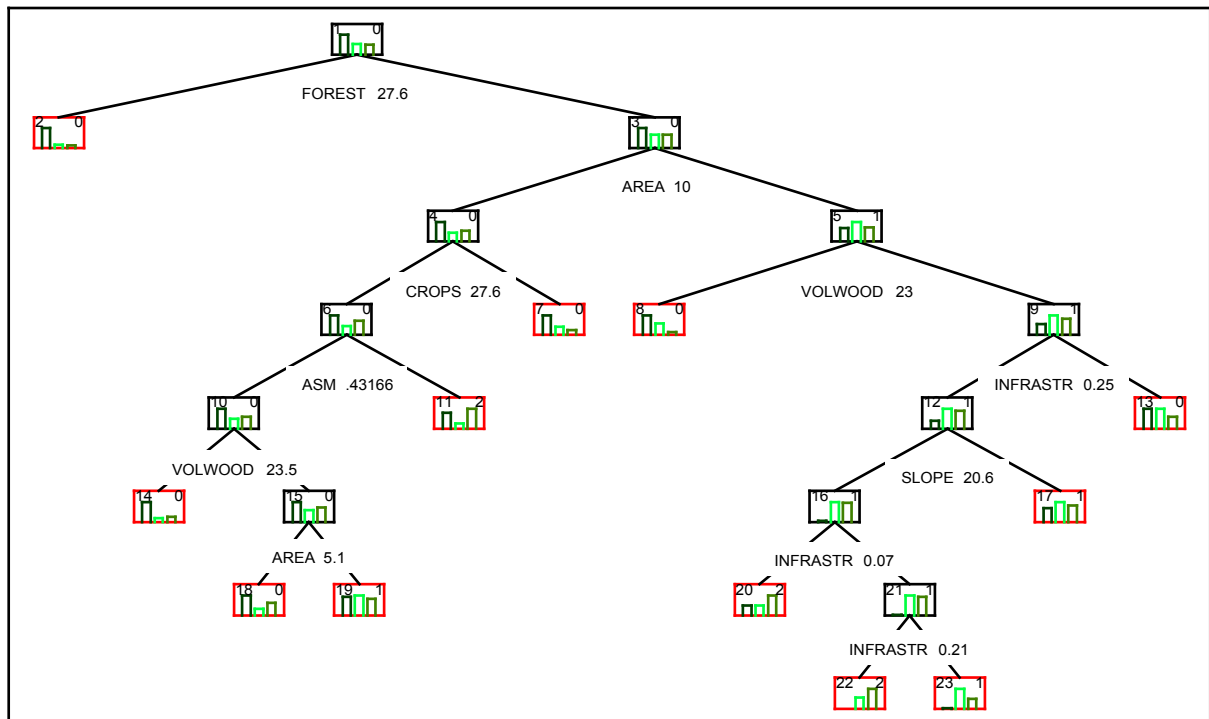 1 0
FOREST 27.6
2 0
3 0
AREA 10
4 0
5 1
CROPS 27.6
VOLWOOD 23
6 0
7 0
8 0
9 1
ASM .43166
INFRASTR 0.25
10 0
11 2
12 1
13 0
VOLWOOD 23.5
SLOPE 20.6
14 0
15 0
16 1
17 1
AREA 5.1
INFRASTR 0.07
18 0
19 1
20 2
21 1
INFRASTR 0.21
22 2
23 1